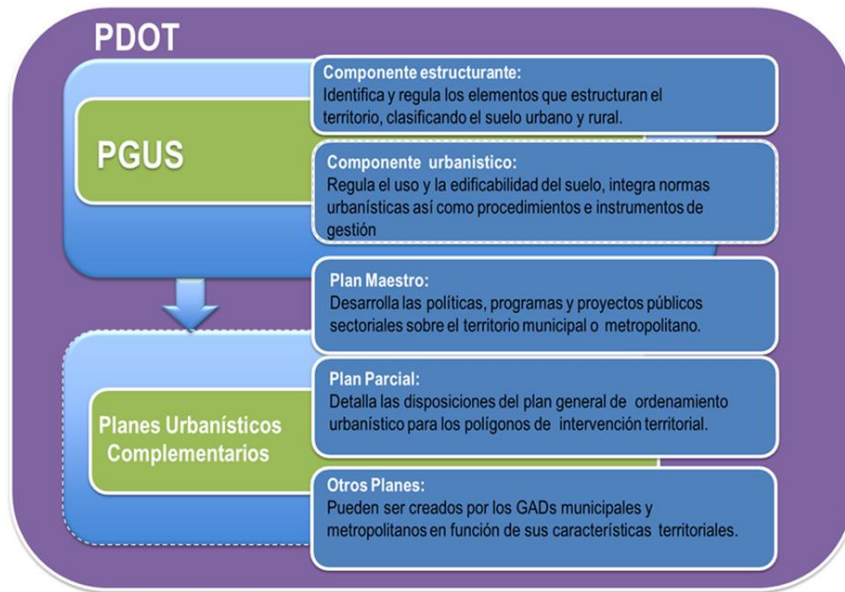 PDOT
PGUS
Componente estructurante:
Identifica y regula los elementos que estructuran el
territorio, clasificando el suelo urbano y rural.
Componente urbanistico:
Regula el uso y la edificabilidad del suelo, integra normas
urbanísticas así como procedimientos e instrumentos de
gestión
Planes Urbanísticos
Complementarios
Plan Maestro:
Desarrolla las políticas, programas y proyectos públicos
sectoriales sobre el territorio municipal o metropolitano.
Plan Parcial:
Detalla las disposiciones del plan general de ordenamiento
urbanístico para los polígonos de intervención territorial.
Otros Planes:
Pueden ser creados por los GADs municipales y
metropolitanos en función de sus características territoriales.